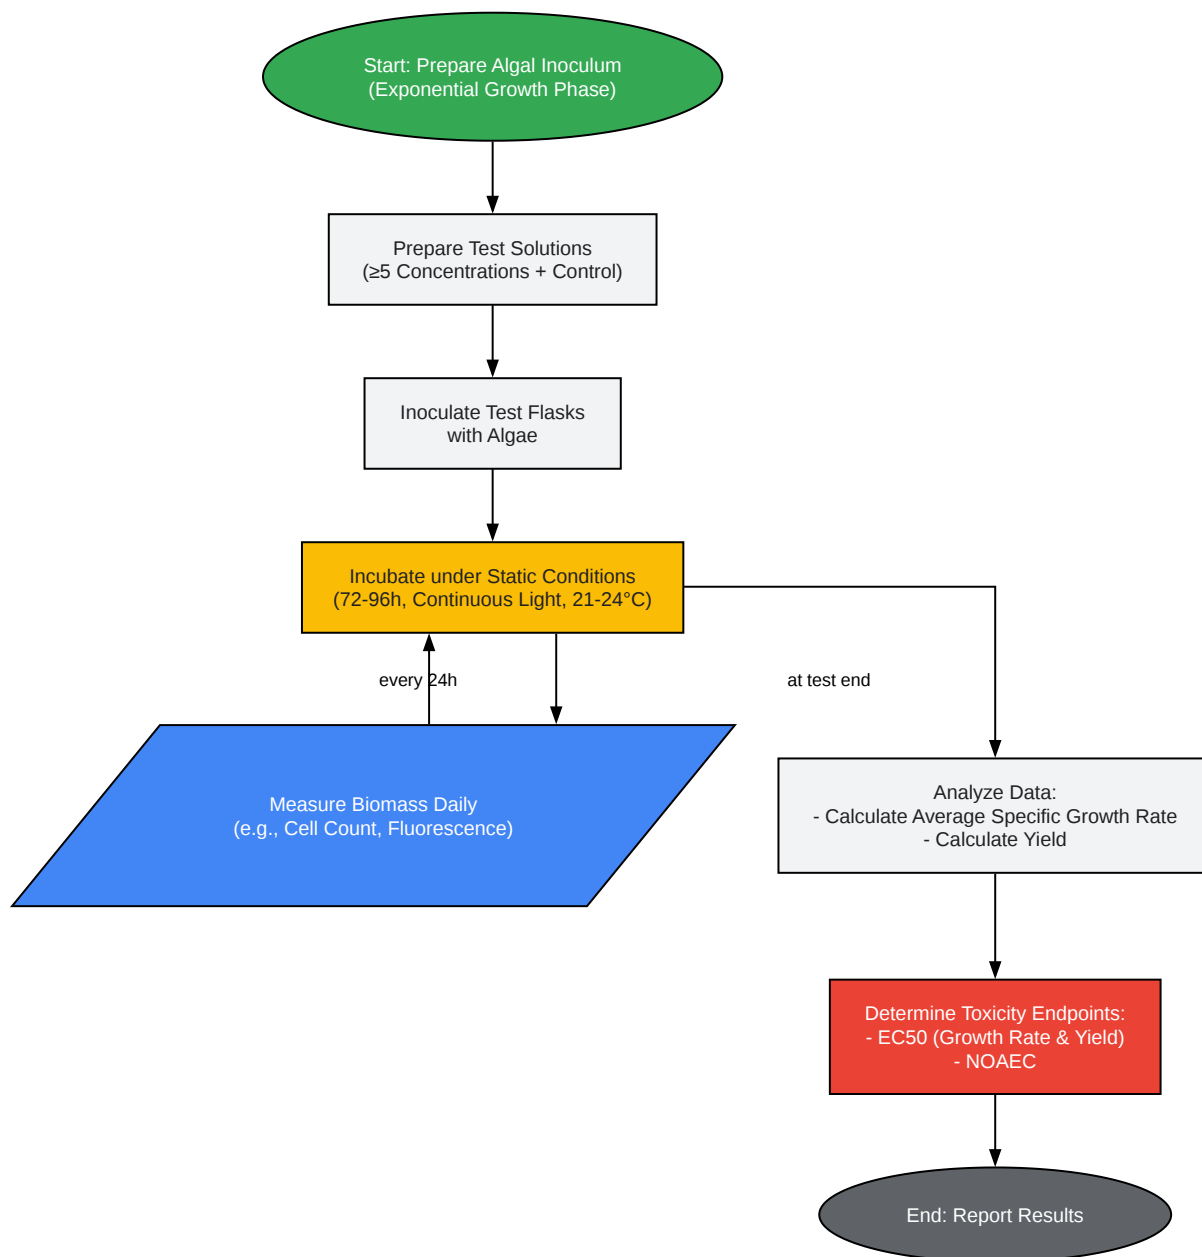 Start: Prepare Algal Inoculum
(Exponential Growth Phase)
Prepare Test Solutions
(≥5 Concentrations + Control)
Inoculate Test Flasks
with Algae
Incubate under Static Conditions
(72-96h, Continuous Light, 21-24°C)
every 24h
at test end
Measure Biomass Daily
(e.g., Cell Count, Fluorescence)
Analyze Data:
- Calculate Average Specific Growth Rate
- Calculate Yield
Determine Toxicity Endpoints:
- EC50 (Growth Rate & Yield)
- NOAEC
End: Report Results